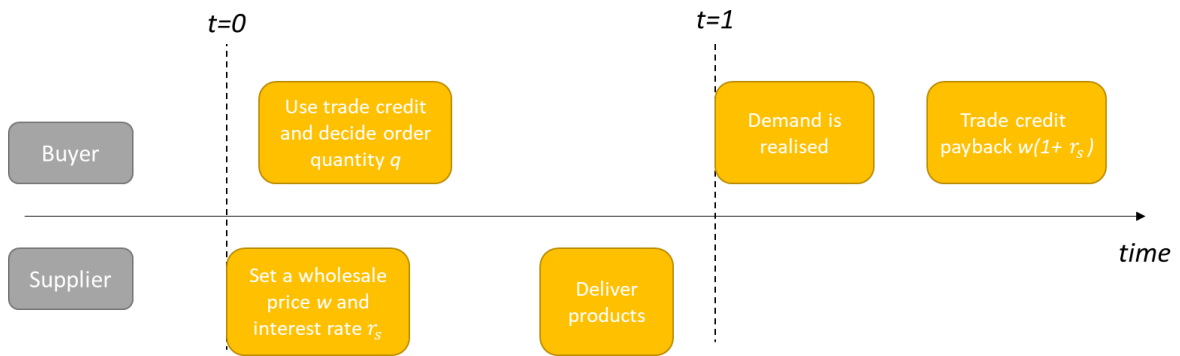 t=0
t=1
Buyer
Use trade credit
and decide order
quantity q
Demand is
realised
Trade credit
payback w(1+ rₛ)
time
Supplier
Set a wholesale
price w and
interest rate rₛ
Deliver
products